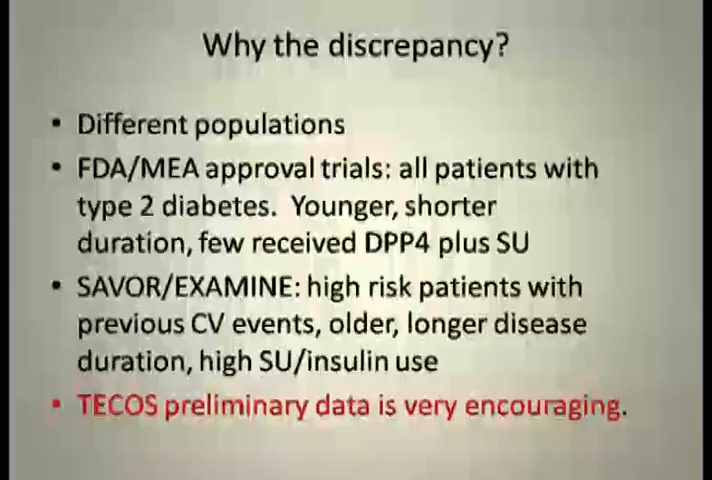 Why the discrepancy?
• Different populations
• FDA/MEA approval trials: all patients with
type 2 diabetes. Younger, shorter
duration, few received DPP4 plus SU
• SAVOR/EXAMINE: high risk patients with
previous CV events, older, longer disease
duration, high SU/insulin use
• TECOS preliminary data is very encouraging.